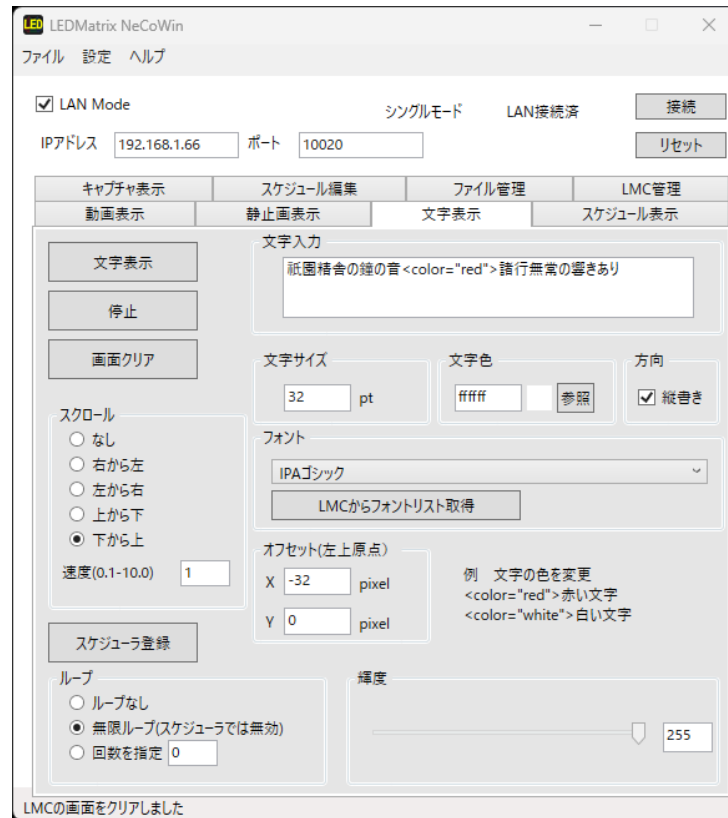 LED LEDMatrix NeCoWin
ファイル 設定 ヘルプ
LAN Mode シングルモード LAN接続済 接続
IPアドレス 192.168.1.66 ポート 10020 リセット
キャプチャ表示 スケジュール編集 ファイル管理 LMC管理
動画表示 静止画表示 文字表示 スケジュール表示
文字表示
停止
画面クリア
文字入力
祇園精舎の鐘の音<color="red">諸行無常の響きあり
文字サイズ
32 pt
文字色
ffffff 参照
方向
縦書き
スクロール
なし
右から左
左から右
上から下
下から上
速度(0.1-10.0) 1
フォント
IPAゴシック
LMCからフォントリスト取得
オフセット(左上原点)
X -32 pixel
Y 0 pixel
例 文字の色を変更
<color="red">赤い文字
<color="white">白い文字
スケジューラ登録
ループ
ループなし
無限ループ(スケジューラでは無効)
回数を指定 0
輝度
255
LMCの画面をクリアしました